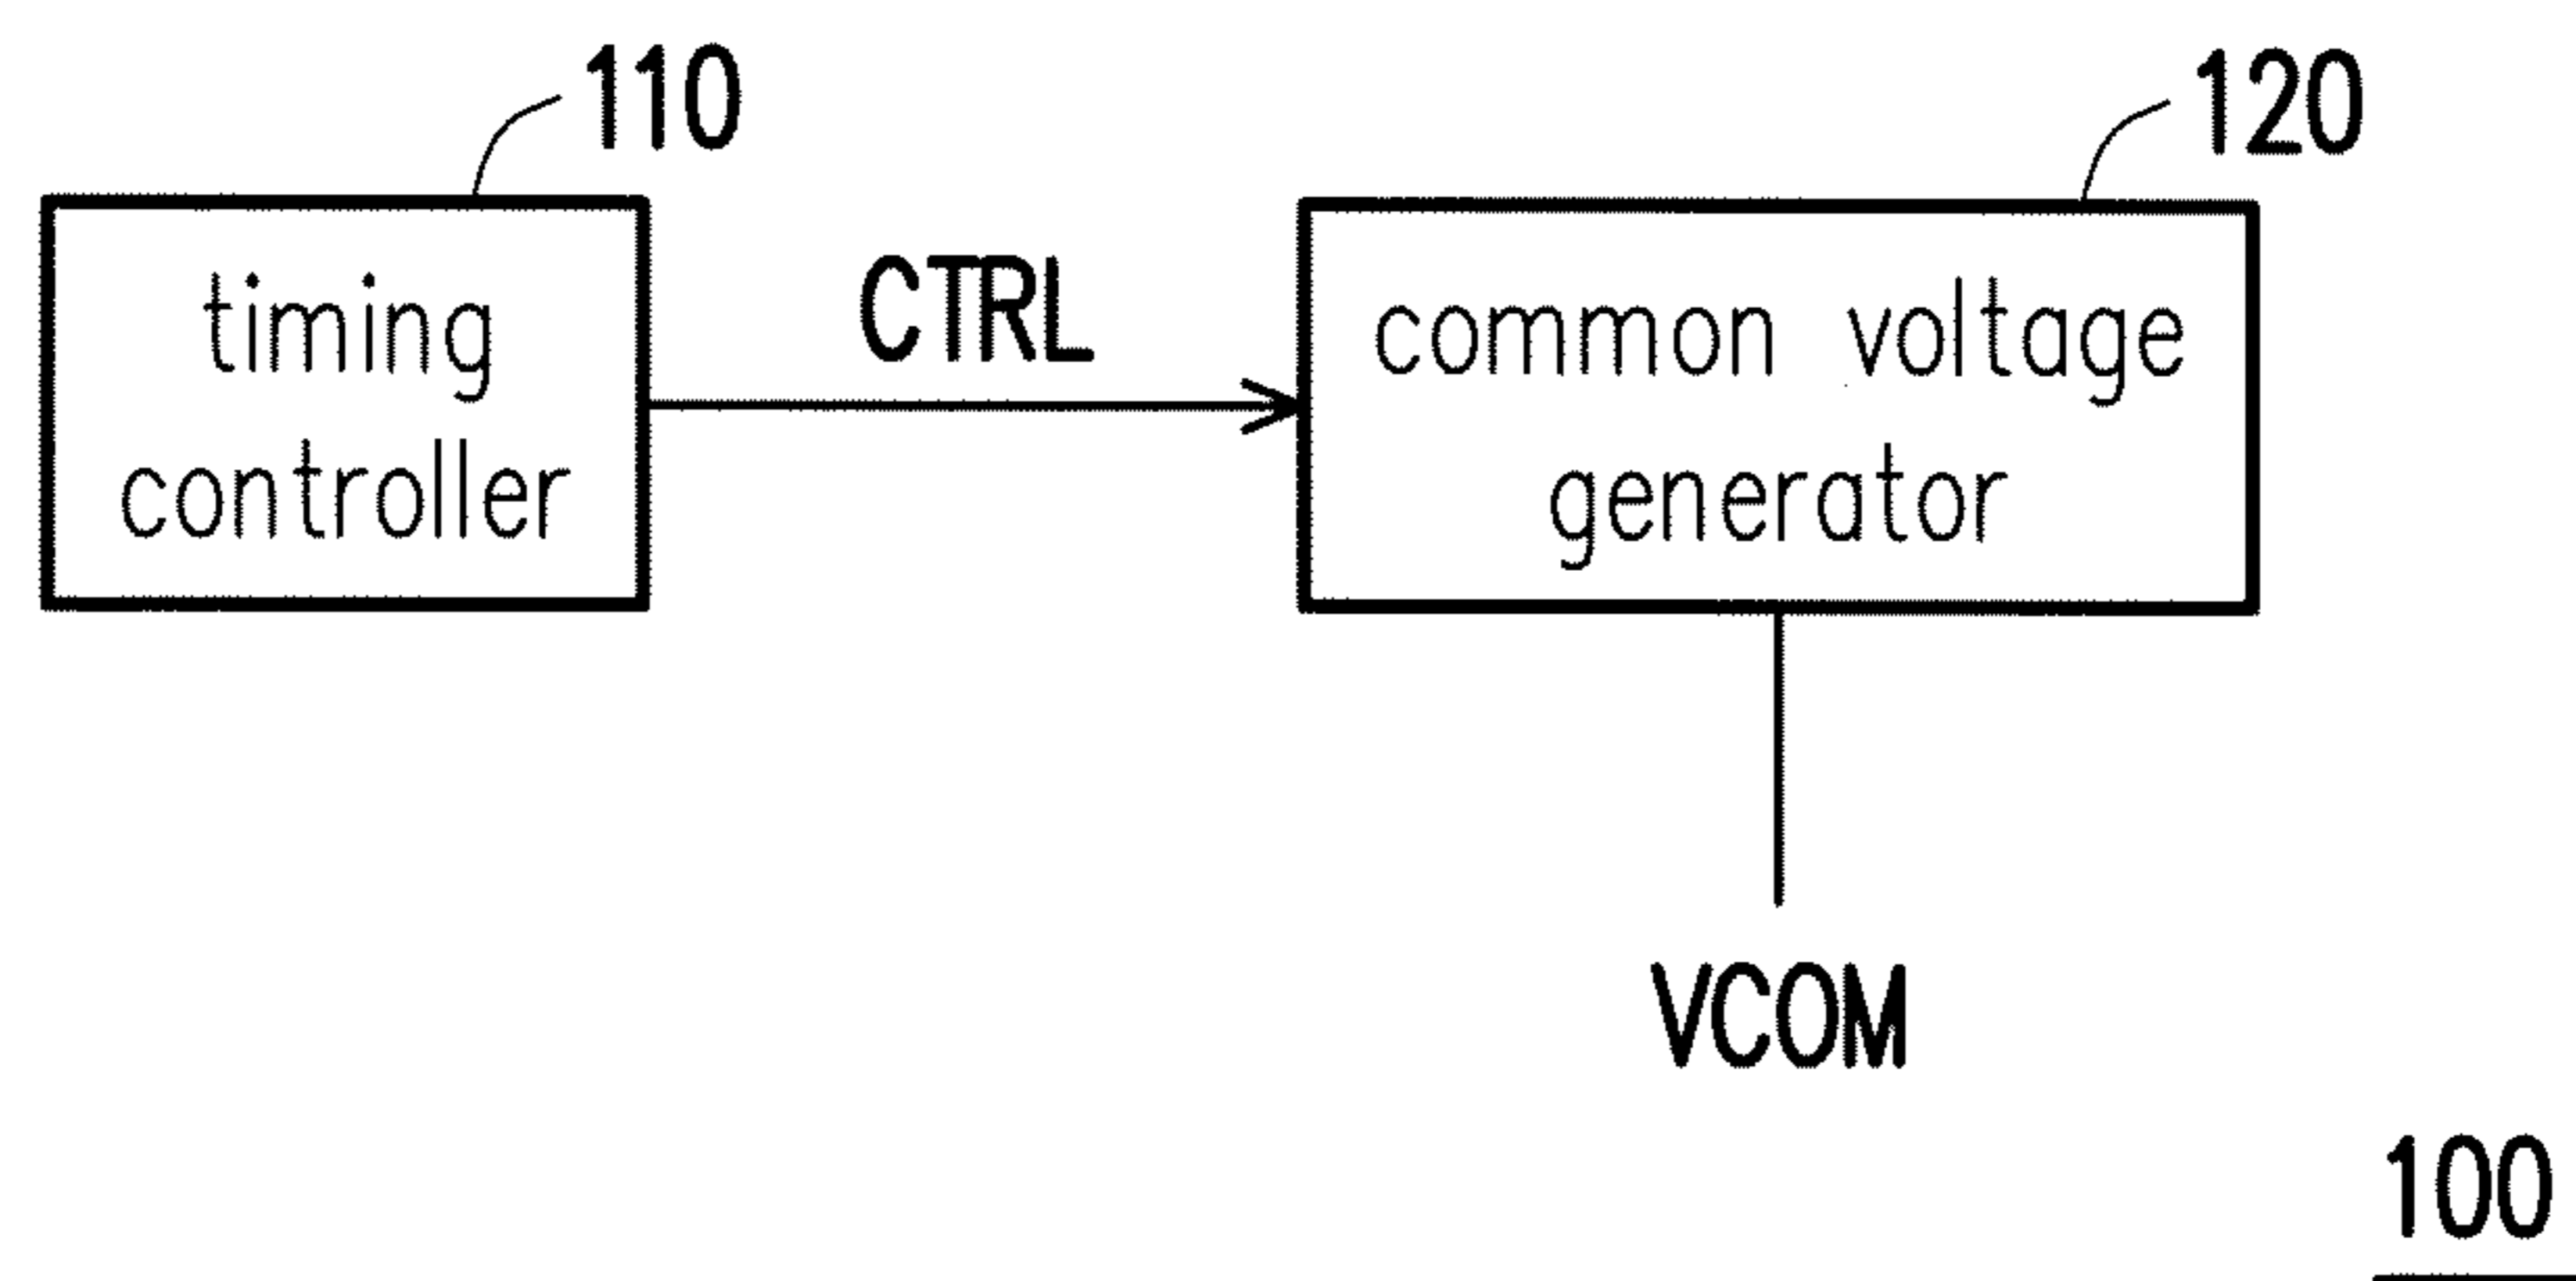 110
120
timing
controller
CTRL
common voltage
generator
VCOM
100